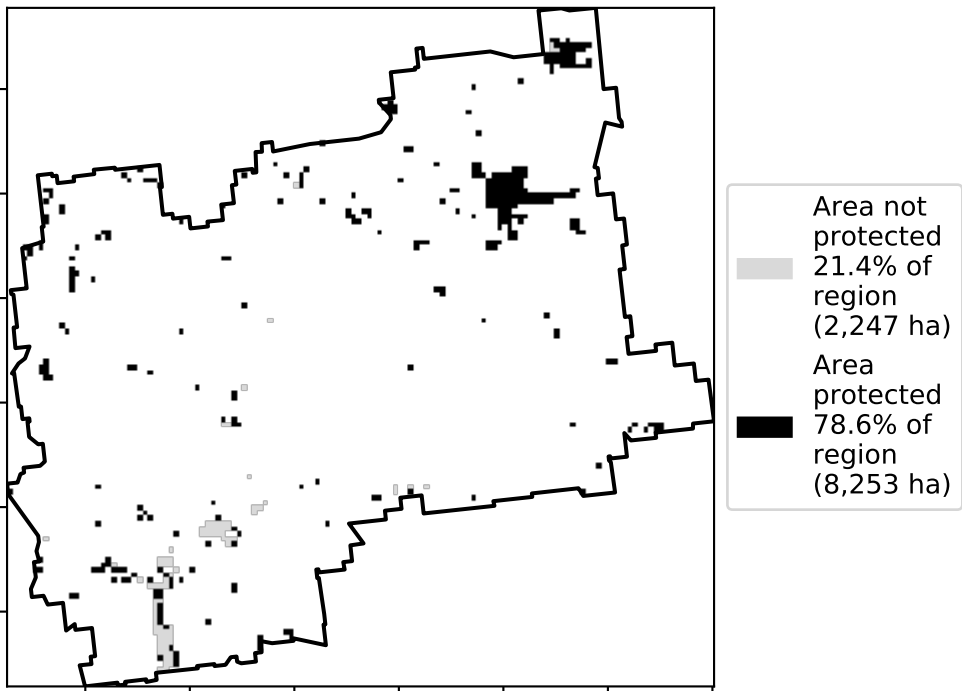 Area not
protected
21.4% of
region
(2,247 ha)
Area
protected
78.6% of
region
(8,253 ha)